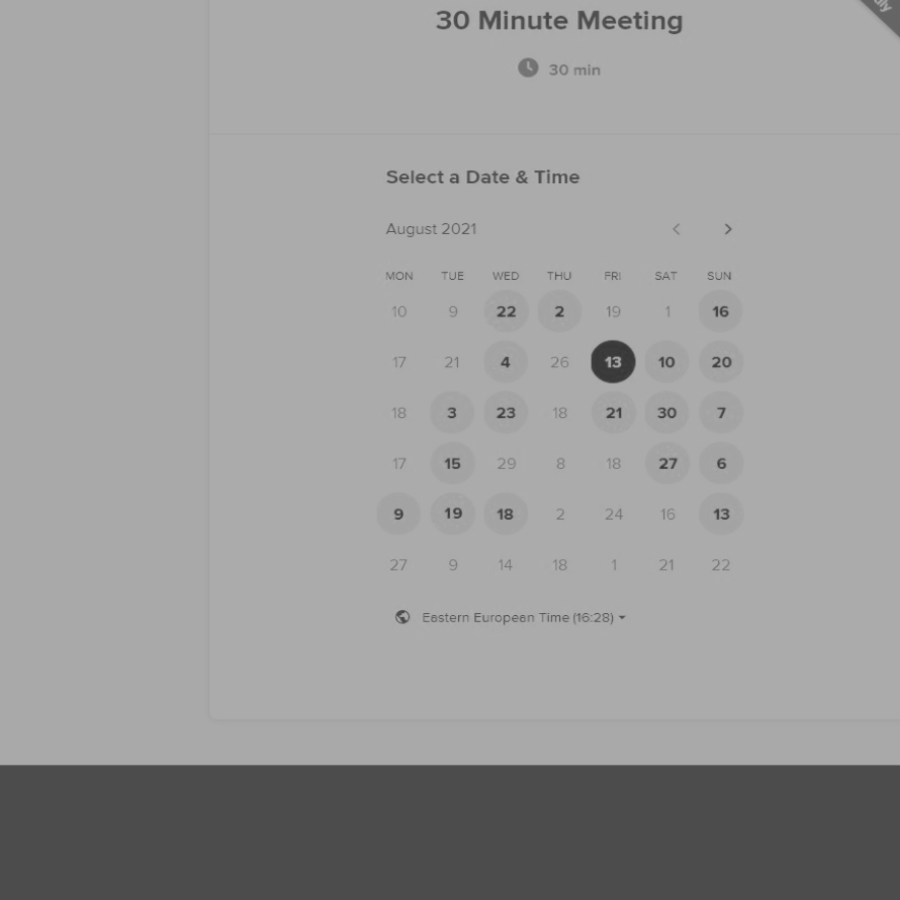 30 Minute Meeting
30 min
Select a Date & Time
August 2021
MON TUE WED THU FRI SAT SUN
10 9 22 2 19 1 16
17 21 4 26 13 10 20
18 3 23 18 21 30 7
17 15 29 8 18 27 6
9 19 18 2 24 16 13
27 9 14 18 1 21 22
Eastern European Time (16:28)